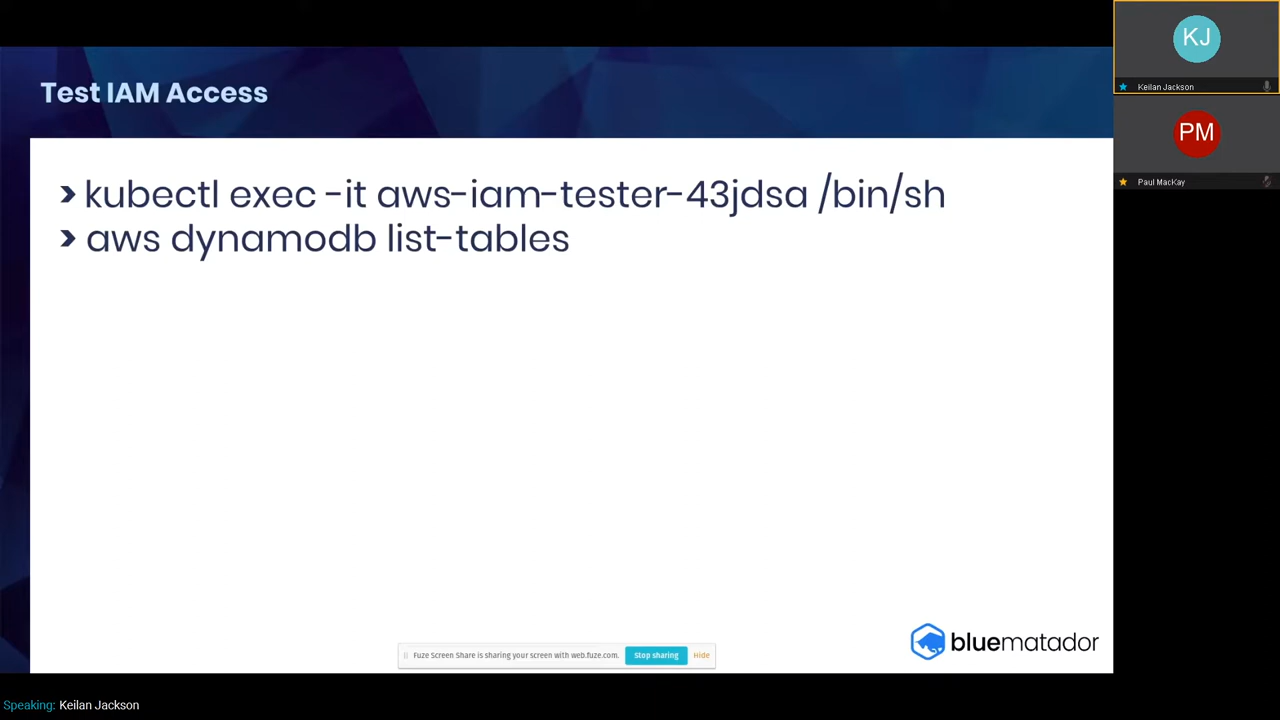 Test IAM Access
> kubectl exec -it aws-iam-tester-43jdsa /bin/sh
> aws dynamodb list-tables
Fuze Screen Share is sharing your screen with web.fuze.com. Stop sharing Hide
bluematador
KJ
Keilan Jackson
PM
Paul MacKay
Speaking: Keilan Jackson